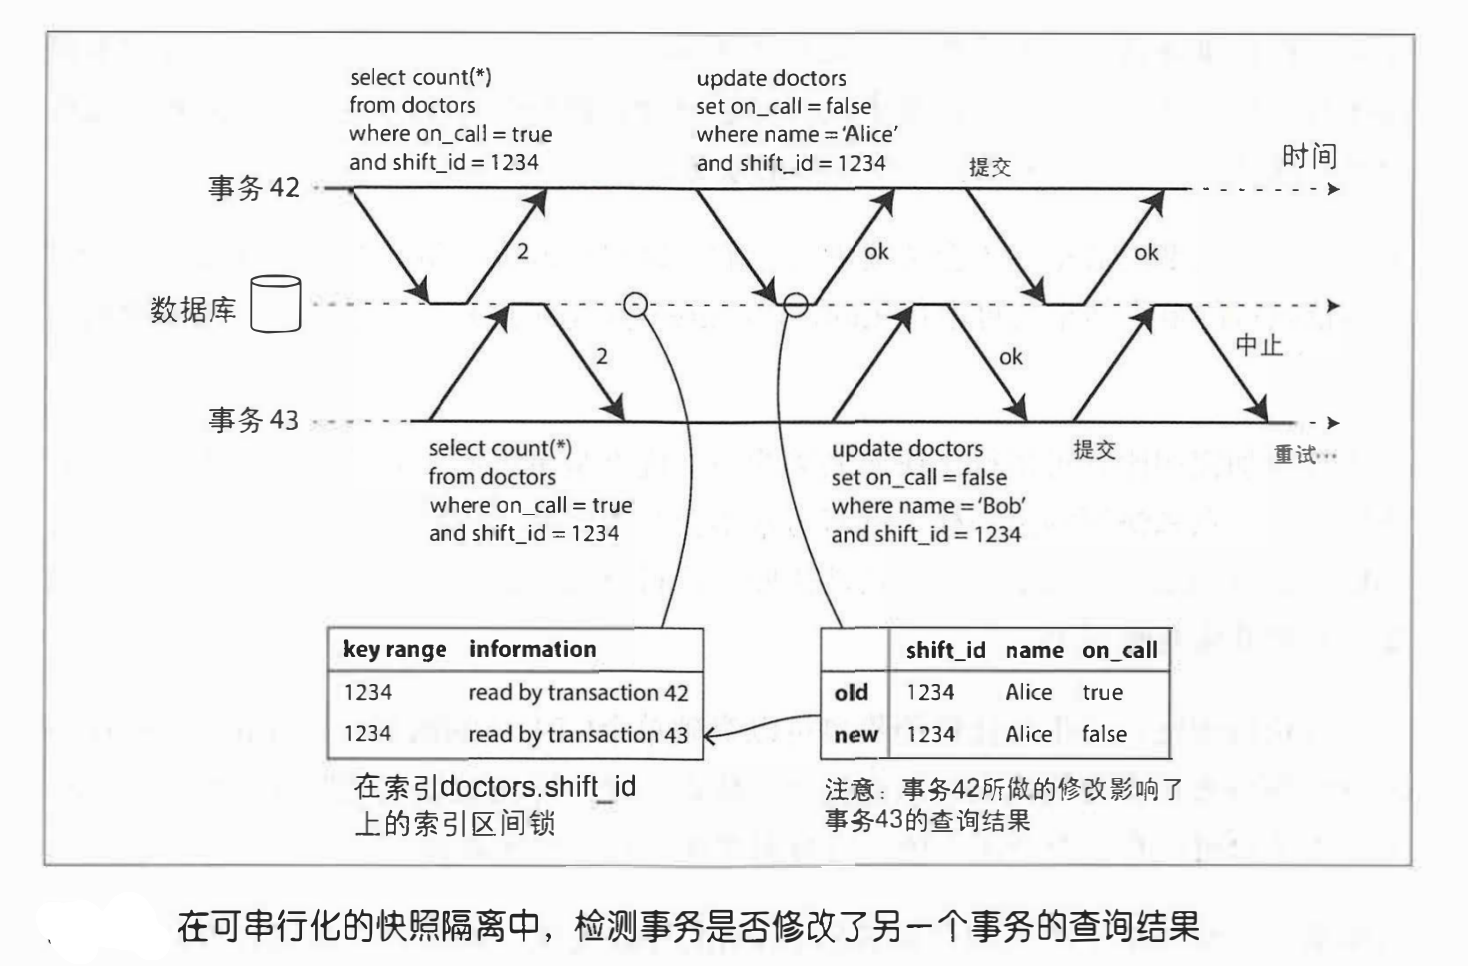 select count(*)
from doctors
where on_call = true
and shift_id = 1234
update doctors
set on_call = false
where name = ‘Alice’
and shift_id = 1234
提交
时间
事务 42
2
ok
ok
数据库
2
ok
中止
事务 43
select count(*)
from doctors
where on_call = true
and shift_id = 1234
update doctors
set on_call = false
where name = ‘Bob’
and shift_id = 1234
提交
重试…
key range information
1234 read by transaction 42
1234 read by transaction 43
在索引doctors.shift_id
上的索引区间锁
shift_id name on_call
old 1234 Alice true
new 1234 Alice false
注意：事务42所做的修改影响了
事务43的查询结果
在可串行化的快照隔离中，检测事务是否修改了另一个事务的查询结果